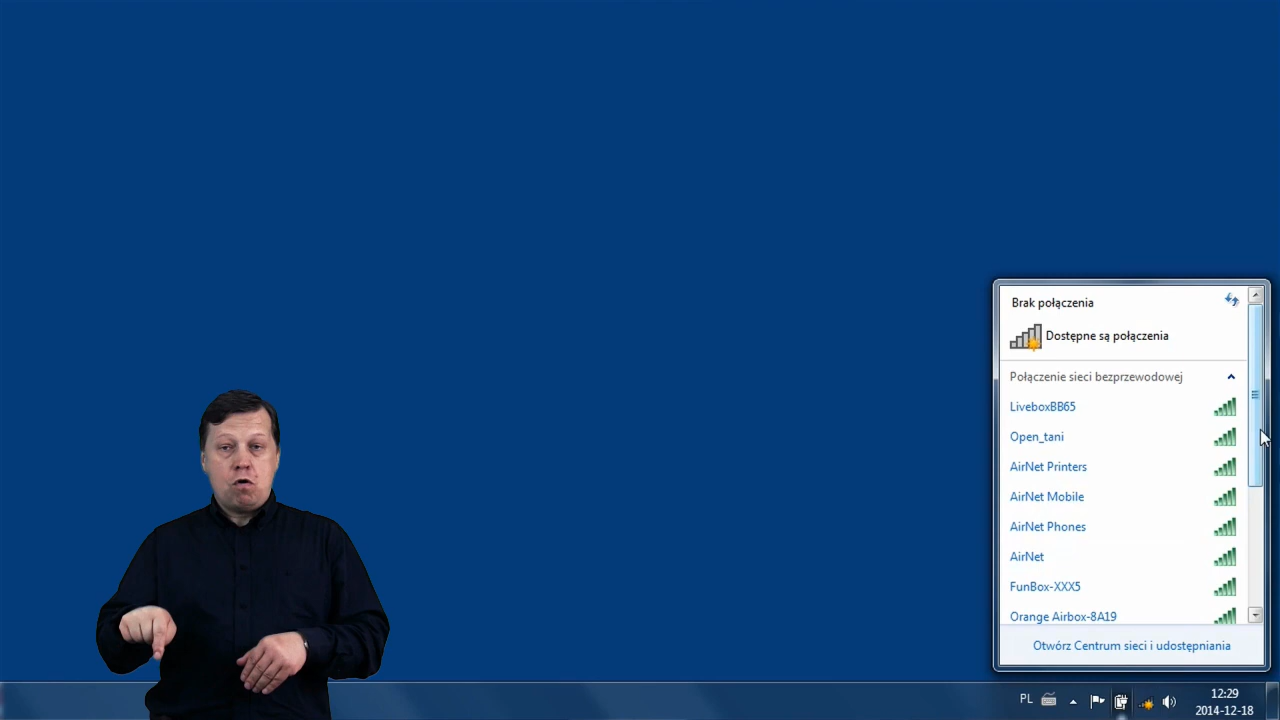 Brak połączenia
Dostępne są połączenia
Połączenie sieci bezprzewodowej
LiveboxBB65
Open_tani
AirNet Printers
AirNet Mobile
AirNet Phones
AirNet
FunBox-XXX5
Orange Airbox-8A19
Otwórz Centrum sieci i udostępniania
PL
12:29
2014-12-18